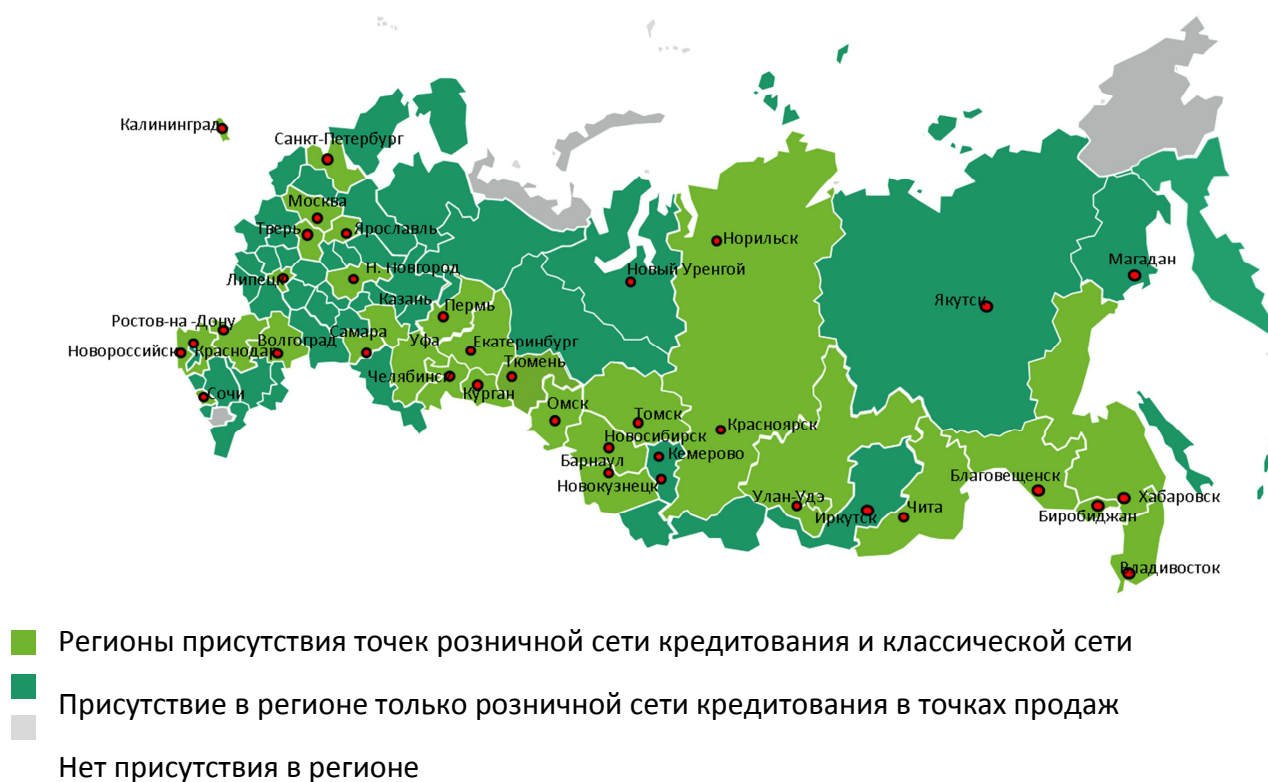 Калининград
Санкт-Петербург
Москва
Тверь
Ярославль
Норильск
Н. Новгород
Новый Уренгой
Магадан
Липецк
Казань
Пермь
Якутск
Ростов-на -Дону
Волгоград
Самара
Уфа
Екатеринбург
Новороссийск
Краснодар
Тюмень
Челябинск
Курган
Сочи
Омск
Томск
Красноярск
Новосибирск
Кемерово
Барнаул
Новокузнецк
Благовещенск
Улан-Удэ
Иркутск
Чита
Хабаровск
Биробиджан
Владивосток
Регионы присутствия точек розничной сети кредитования и классической сети
Присутствие в регионе только розничной сети кредитования в точках продаж
Нет присутствия в регионе